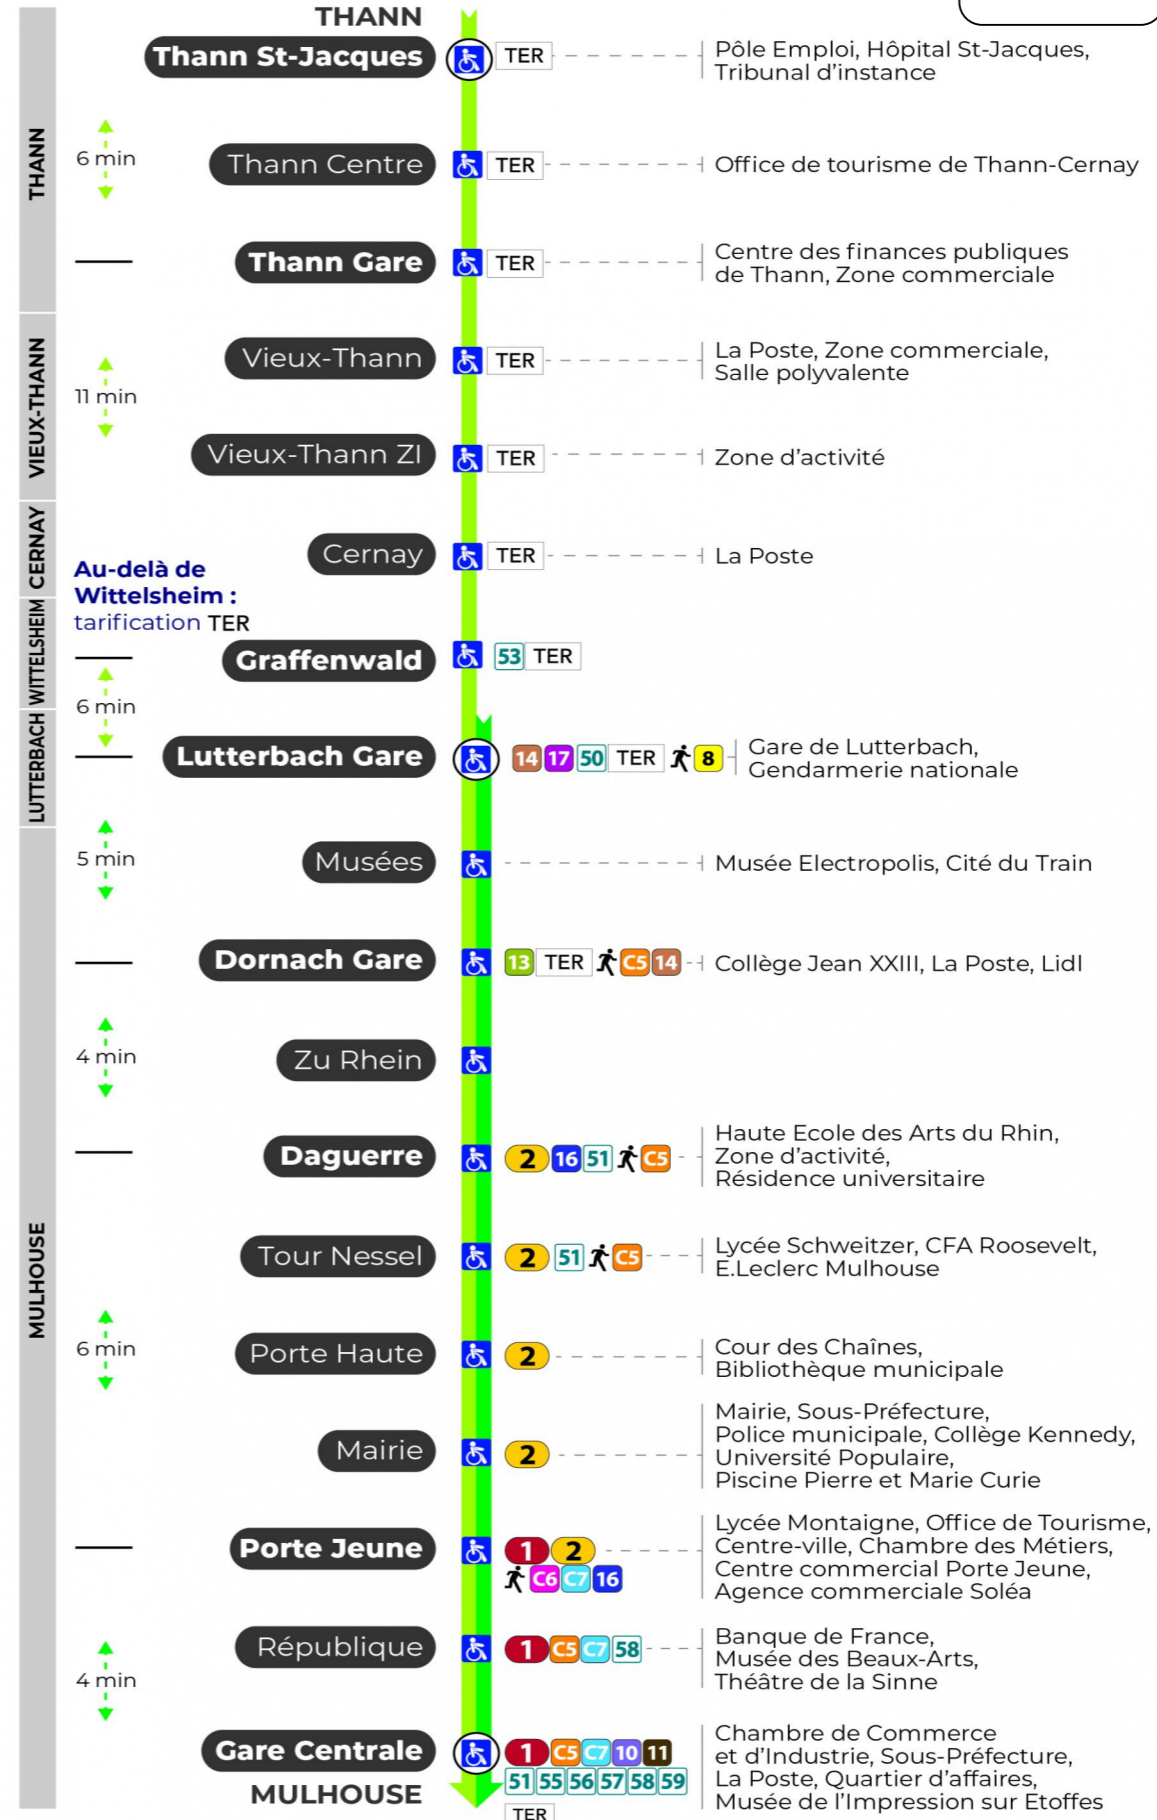 THANN
Thann St-Jacques TER Pôle Emploi, Hôpital St-Jacques,
Tribunal d'instance
THANN
6 min
Thann Centre TER Office de tourisme de Thann-Cernay
Thann Gare TER Centre des finances publiques
de Thann, Zone commerciale
VIEUX-THANN
Vieux-Thann TER La Poste, Zone commerciale,
Salle polyvalente
11 min
Vieux-Thann ZI TER Zone d'activité
CERNAY
Cernay TER La Poste
Au-delà de
Wittelsheim :
tarification TER
WITTELSHEIM
Graffenwald 53 TER
6 min
LUTTERBACH
Lutterbach Gare 14 17 50 TER 8 Gare de Lutterbach,
Gendarmerie nationale
MULHOUSE
5 min
Musées Musée Electropolis, Cité du Train
Dornach Gare 13 TER C5 14 Collège Jean XXIII, La Poste, Lidl
4 min
Zu Rhein
Daguerre 2 16 51 C5 Haute Ecole des Arts du Rhin,
Zone d'activité,
Résidence universitaire
Tour Nessel 2 51 C5 Lycée Schweitzer, CFA Roosevelt,
E.Leclerc Mulhouse
6 min
Porte Haute 2 Cour des Chaînes,
Bibliothèque municipale
Mairie 2 Mairie, Sous-Préfecture,
Police municipale, Collège Kennedy,
Université Populaire,
Piscine Pierre et Marie Curie
Porte Jeune 1 2 Lycée Montaigne, Office de Tourisme,
Centre-ville, Chambre des Métiers,
C6 C7 16 Centre commercial Porte Jeune,
Agence commerciale Soléa
République 1 C5 C7 58 Banque de France,
Musée des Beaux-Arts,
Théâtre de la Sinne
4 min
Gare Centrale 1 C5 C7 10 11 Chambre de Commerce
et d'Industrie, Sous-Préfecture,
51 55 56 57 58 59 La Poste, Quartier d'affaires,
MULHOUSE
TER Musée de l'Impression sur Etoffes